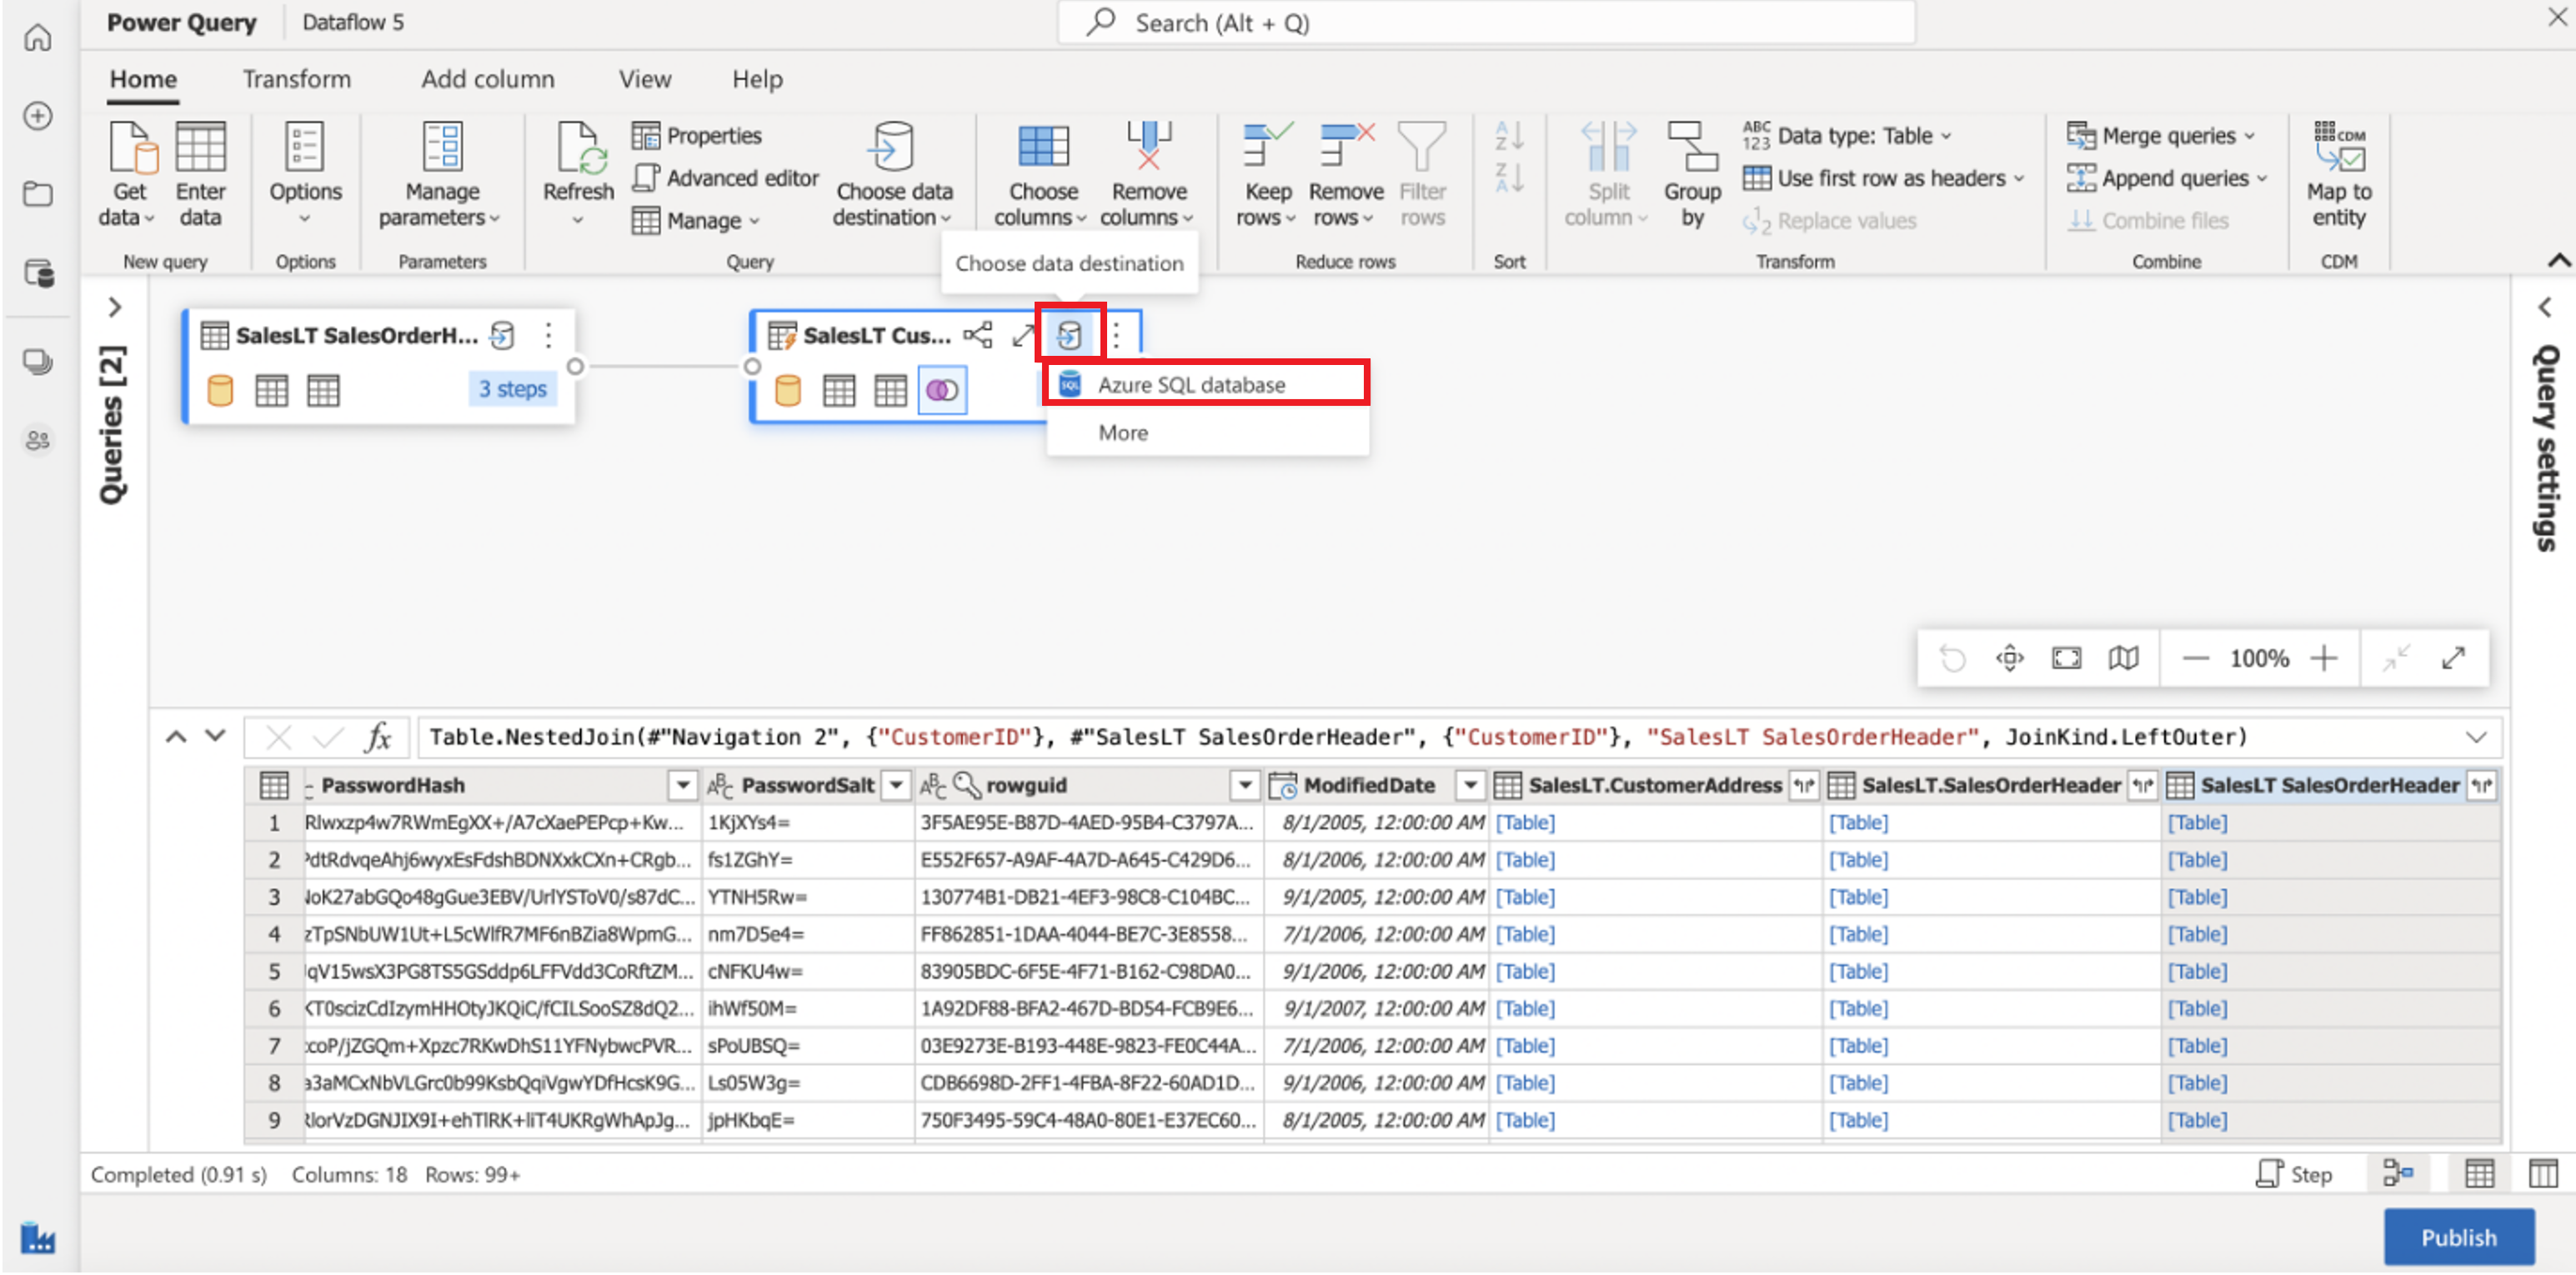 Power Query
Dataflow 5
Search (Alt + Q)
Home
Transform
Add column
View
Help
Get data
Enter data
New query
Options
Options
Manage parameters
Parameters
Refresh
Properties
Advanced editor
Manage
Choose data destination
Query
Choose columns
Remove columns
Choose data destination
Keep rows
Remove rows
Filter rows
Reduce rows
A Z
Z A
Sort
Split column
Group by
ABC 123 Data type: Table
Use first row as headers
1 2 Replace values
Transform
Merge queries
Append queries
Combine files
Combine
CDM
Map to entity
CDM
Queries [2]
SalesLT SalesOrderH...
3 steps
SalesLT Cus...
SQL Azure SQL database
More
Query settings
100%
fx Table.NestedJoin(#"Navigation 2", {"CustomerID"}, #"SalesLT SalesOrderHeader", {"CustomerID"}, "SalesLT SalesOrderHeader", JoinKind.LeftOuter)
PasswordHash ABC PasswordSalt ABC rowguid ModifiedDate SalesLT.CustomerAddress SalesLT.SalesOrderHeader SalesLT SalesOrderHeader
1 RIwxzp4w7RWmEgXX+/A7cXaePEPcp+Kw... 1KjXYs4= 3F5AE95E-B87D-4AED-95B4-C3797A... 8/1/2005, 12:00:00 AM [Table] [Table] [Table]
2 PdtRdvqeAhj6wyxEsFdshBDNXxkCXn+CRgb... fs1ZGhY= E552F657-A9AF-4A7D-A645-C429D6... 8/1/2006, 12:00:00 AM [Table] [Table] [Table]
3 NoK27abGQo48gGue3EBV/UrlYSToV0/s87dC... YTNH5Rw= 130774B1-DB21-4EF3-98C8-C104BC... 9/1/2005, 12:00:00 AM [Table] [Table] [Table]
4 zTpSNbUW1Ut+L5cWlfR7MF6nBZia8WpmG... nm7D5e4= FF862851-1DAA-4044-BE7C-3E8558... 7/1/2006, 12:00:00 AM [Table] [Table] [Table]
5 qV15wsX3PG8TS5GSddp6LFFVdd3CoRftZM... cNFKU4w= 83905BDC-6F5E-4F71-B162-C98DA0... 9/1/2006, 12:00:00 AM [Table] [Table] [Table]
6 KT0scizCdIzymHHOtyJKQiC/fCILSooSZ8dQ2... ihWf50M= 1A92DF88-BFA2-467D-BD54-FCB9E6... 9/1/2007, 12:00:00 AM [Table] [Table] [Table]
7 ccoP/jZGQm+Xpzc7RKwDhS11YFNybwcPVR... sPoUBSQ= 03E9273E-B193-448E-9823-FE0C44A... 7/1/2006, 12:00:00 AM [Table] [Table] [Table]
8 a3aMCxNbVLGrc0b99KsbQqiVgwYDfHcsK9G... Ls05W3g= CDB6698D-2FF1-4FBA-8F22-60AD1D... 9/1/2006, 12:00:00 AM [Table] [Table] [Table]
9 RlorVzDGNJIX9I+ehTlRK+liT4UKRgWhApJg... jpHKbqE= 750F3495-59C4-48A0-80E1-E37EC60... 8/1/2005, 12:00:00 AM [Table] [Table] [Table]
Completed (0.91 s) Columns: 18 Rows: 99+
Step
Publish